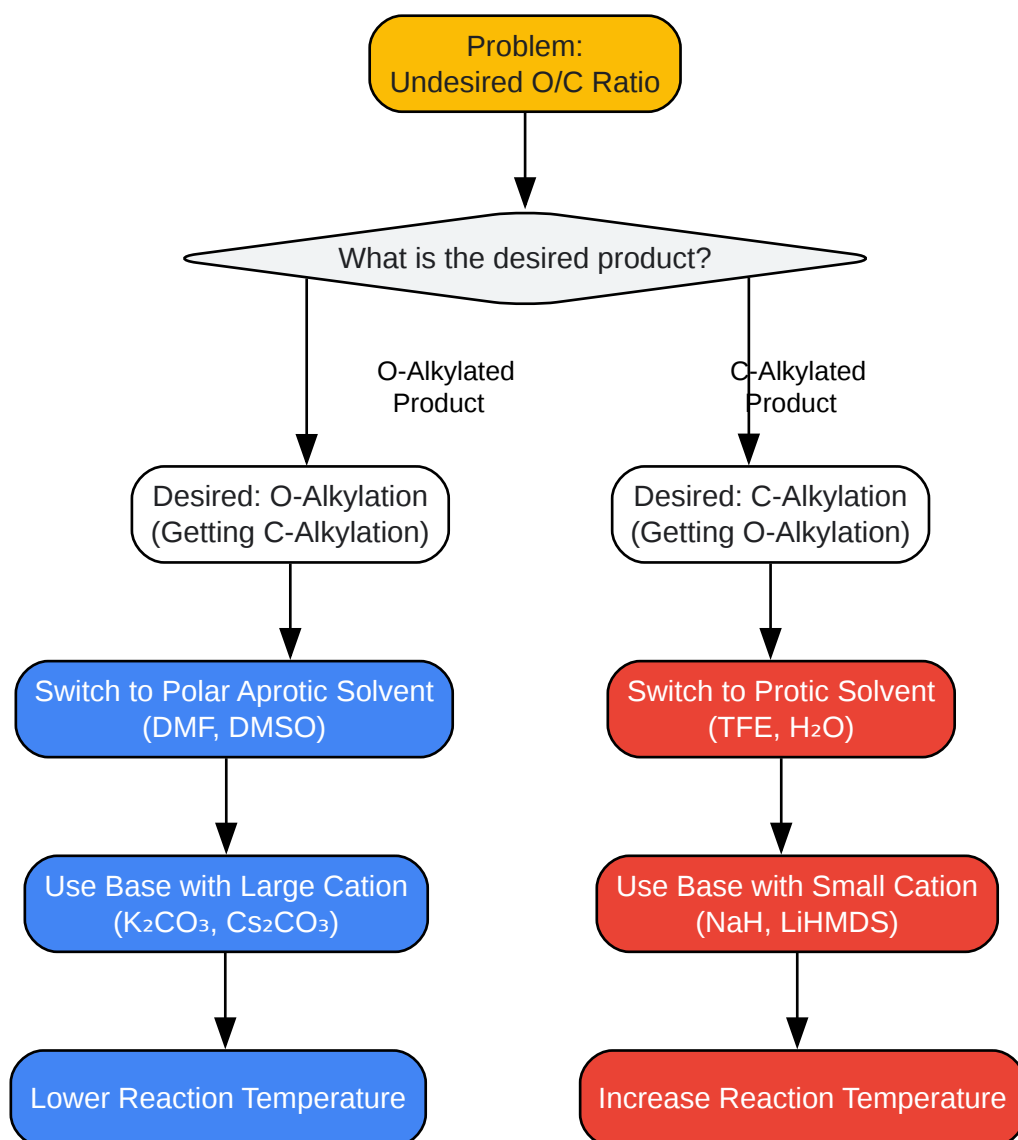 Problem:
Undesired O/C Ratio
What is the desired product?
O-Alkylated
Product
C-Alkylated
Product
Desired: O-Alkylation
(Getting C-Alkylation)
Desired: C-Alkylation
(Getting O-Alkylation)
Switch to Polar Aprotic Solvent
(DMF, DMSO)
Switch to Protic Solvent
(TFE, H₂O)
Use Base with Large Cation
(K₂CO₃, Cs₂CO₃)
Use Base with Small Cation
(NaH, LiHMDS)
Lower Reaction Temperature
Increase Reaction Temperature